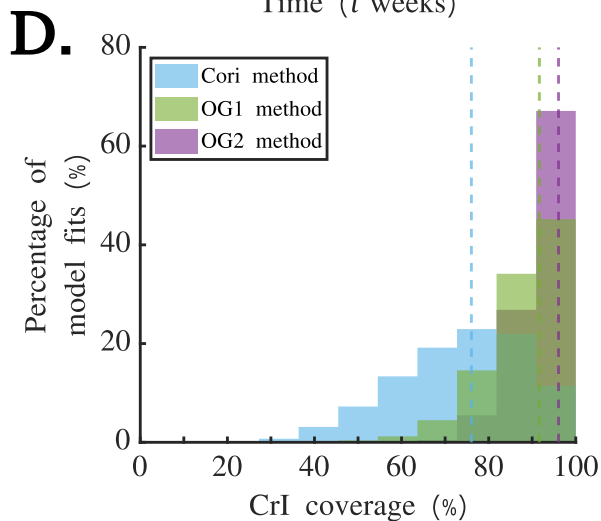 Time (t weeks)
D.
80
60
40
20
0
Cori method
OG1 method
OG2 method
Percentage of
model fits (%)
0 20 40 60 80 100
CrI coverage (%)